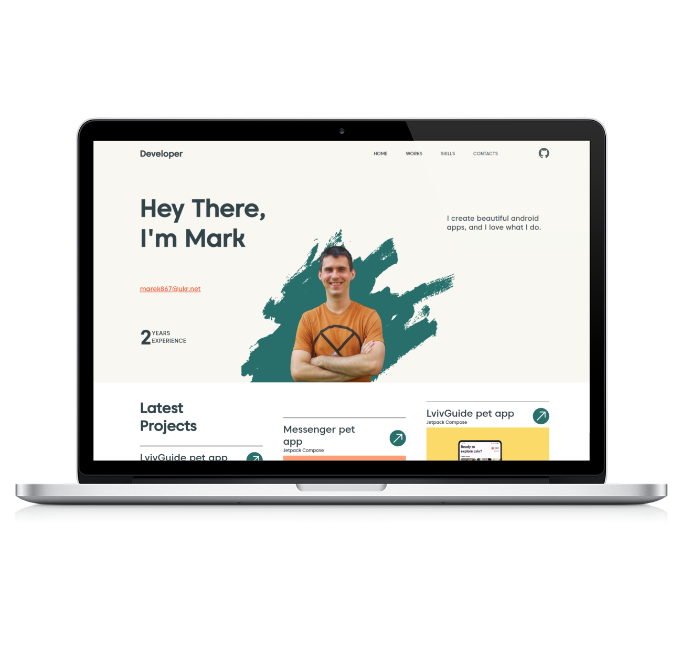 Developer
HOME WORKS SKILLS CONTACTS
Hey There,
I'm Mark
I create beautiful android
apps, and I love what I do.
marek867@ukr.net
2 YEARS
EXPERIENCE
Latest
Projects
LvivGuide pet app
Messenger pet
app
Jetpack Compose
LvivGuide pet app
Jetpack Compose
Ready to
explore Lviv?